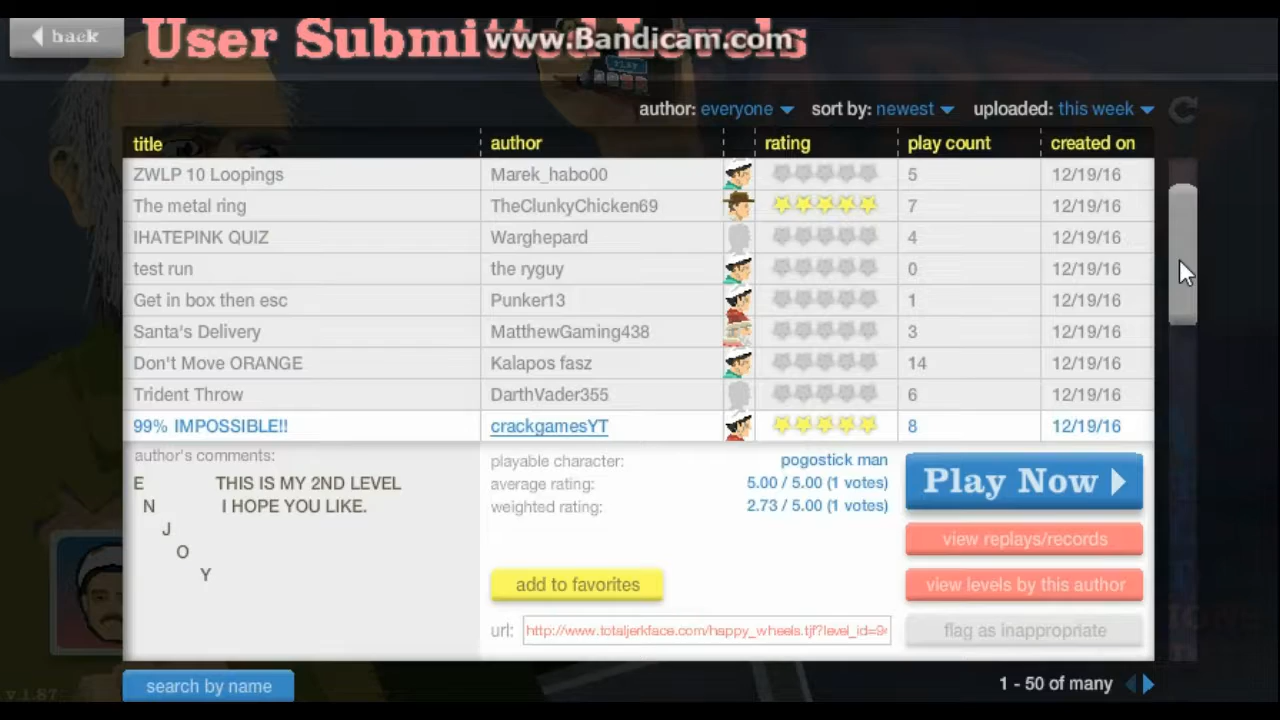 back
User Submitted Levels
www.Bandicam.com
author: everyone sort by: newest uploaded: this week
title author rating play count created on
ZWLP 10 Loopings Marek_habo00 5 12/19/16
The metal ring TheClunkyChicken69 7 12/19/16
IHATEPINK QUIZ Warghepard 4 12/19/16
test run the ryguy 0 12/19/16
Get in box then esc Punker13 1 12/19/16
Santa's Delivery MatthewGaming438 3 12/19/16
Don't Move ORANGE Kalapos fasz 14 12/19/16
Trident Throw DarthVader355 6 12/19/16
99% IMPOSSIBLE!! crackgamesYT 8 12/19/16
author's comments:
E THIS IS MY 2ND LEVEL
N I HOPE YOU LIKE.
J
O
Y
playable character: pogostick man
average rating: 5.00 / 5.00 (1 votes)
weighted rating: 2.73 / 5.00 (1 votes)
add to favorites
url: http://www.totaljerkface.com/happy_wheels.tjf?level_id=9
Play Now
view replays/records
view levels by this author
flag as inappropriate
search by name
1 - 50 of many
v 1.87